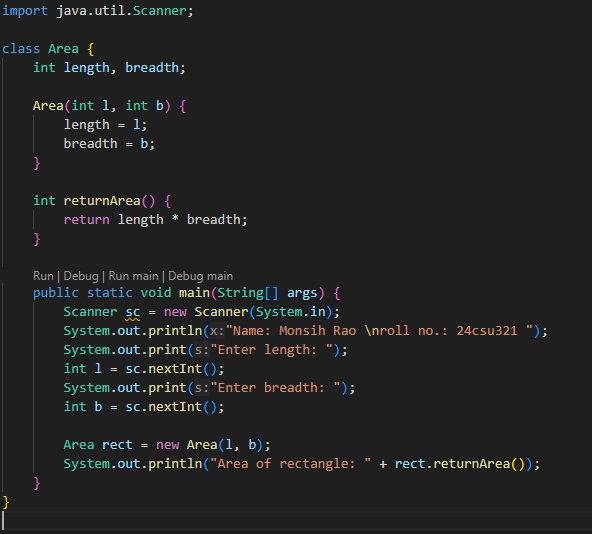 import java.util.Scanner;
class Area {
int length, breadth;
Area(int l, int b) {
length = l;
breadth = b;
}
int returnArea() {
return length * breadth;
}
Run | Debug | Run main | Debug main
public static void main(String[] args) {
Scanner sc = new Scanner(System.in);
System.out.println(x:"Name: Monsih Rao \nroll no.: 24csu321 ");
System.out.print(s:"Enter length: ");
int l = sc.nextInt();
System.out.print(s:"Enter breadth: ");
int b = sc.nextInt();
Area rect = new Area(l, b);
System.out.println("Area of rectangle: " + rect.returnArea());
}
}